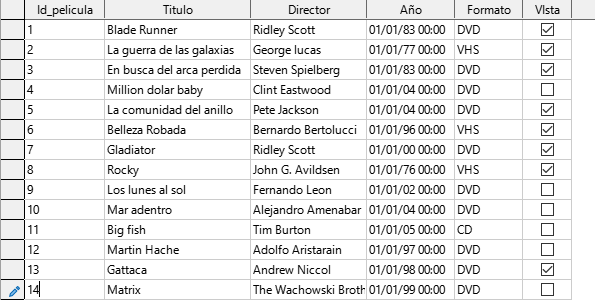 Id_pelicula Titulo Director Año Formato VIsta
1 Blade Runner Ridley Scott 01/01/83 00:00 DVD
2 La guerra de las galaxias George lucas 01/01/77 00:00 VHS
3 En busca del arca perdida Steven Spielberg 01/01/83 00:00 DVD
4 Million dolar baby Clint Eastwood 01/01/04 00:00 DVD
5 La comunidad del anillo Pete Jackson 01/01/04 00:00 DVD
6 Belleza Robada Bernardo Bertolucci 01/01/96 00:00 VHS
7 Gladiator Ridley Scott 01/01/00 00:00 DVD
8 Rocky John G. Avildsen 01/01/76 00:00 VHS
9 Los lunes al sol Fernando Leon 01/01/02 00:00 DVD
10 Mar adentro Alejandro Amenabar 01/01/04 00:00 DVD
11 Big fish Tim Burton 01/01/05 00:00 CD
12 Martin Hache Adolfo Aristarain 01/01/97 00:00 DVD
13 Gattaca Andrew Niccol 01/01/98 00:00 DVD
14 Matrix The Wachowski Broth 01/01/99 00:00 DVD